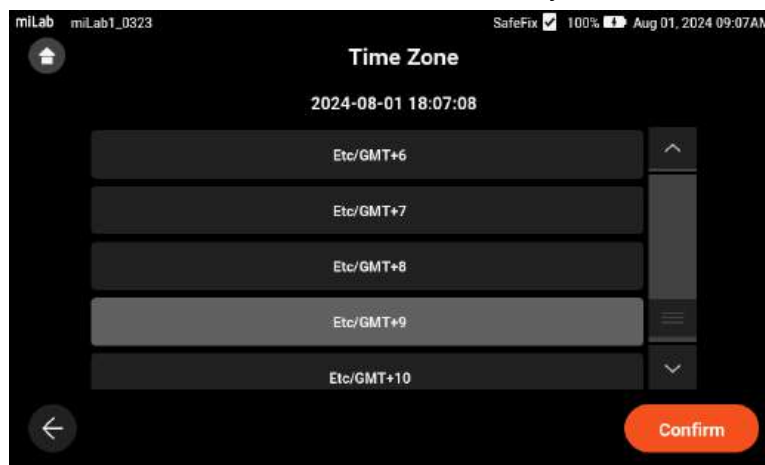 miLab miLab1_0323 SafeFix 100% Aug 01, 2024 09:07AM
Time Zone
2024-08-01 18:07:08
Etc/GMT+6
Etc/GMT+7
Etc/GMT+8
Etc/GMT+9
Etc/GMT+10
Confirm